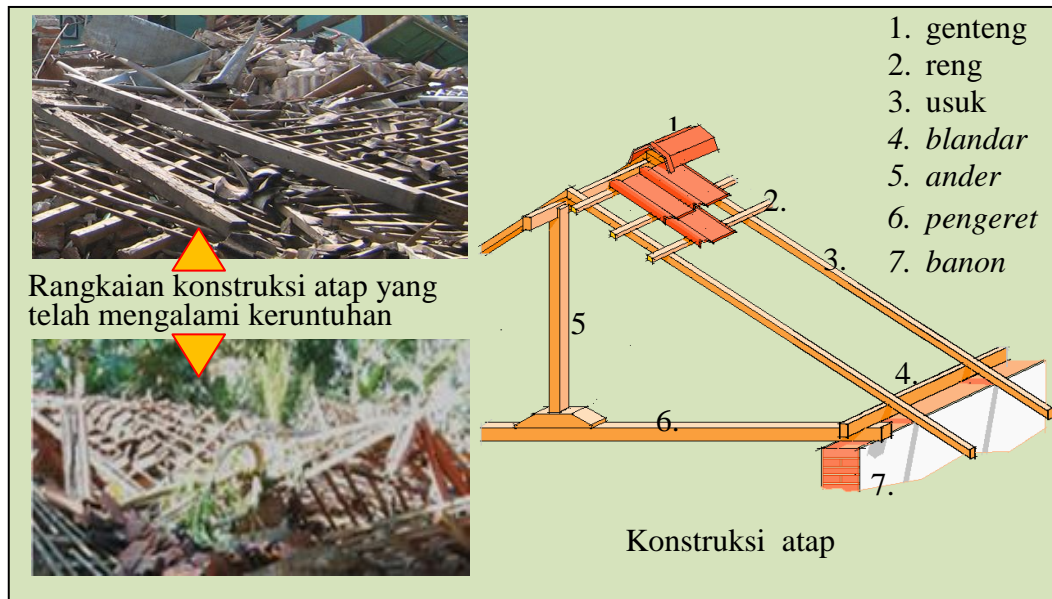 1. genteng
2. reng
3. usuk
4. blandar
5. ander
6. pengeret
7. banon
Rangkaian konstruksi atap yang
telah mengalami keruntuhan
1
2.
3.
5
4.
6.
7.
Konstruksi atap